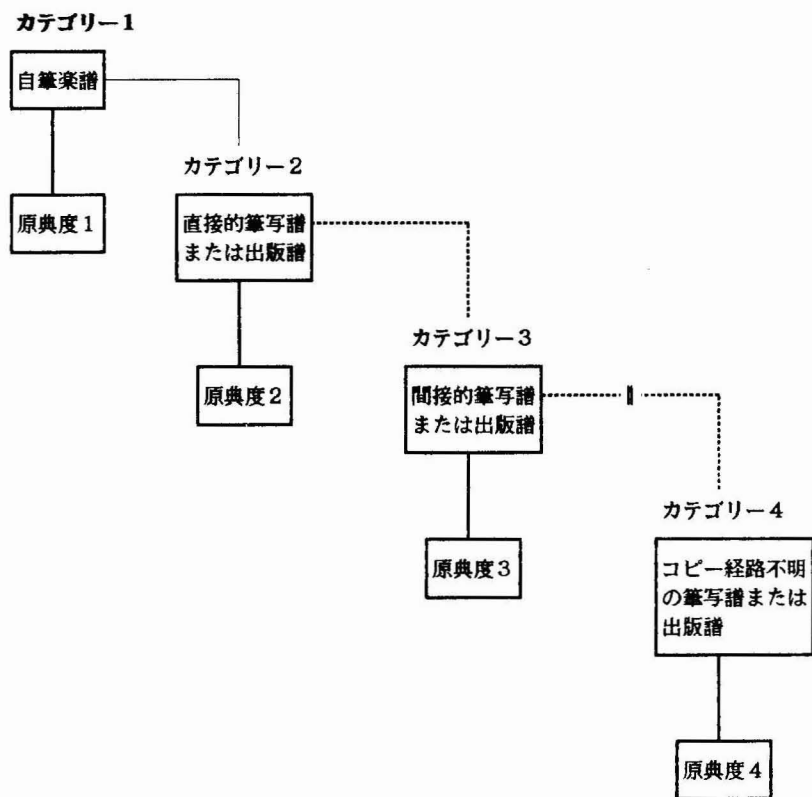 カテゴリー1
自筆楽譜
原典度1
カテゴリー2
直接的筆写譜
または出版譜
原典度2
カテゴリー3
間接的筆写譜
または出版譜
原典度3
カテゴリー4
コピー経路不明
の筆写譜または
出版譜
原典度4